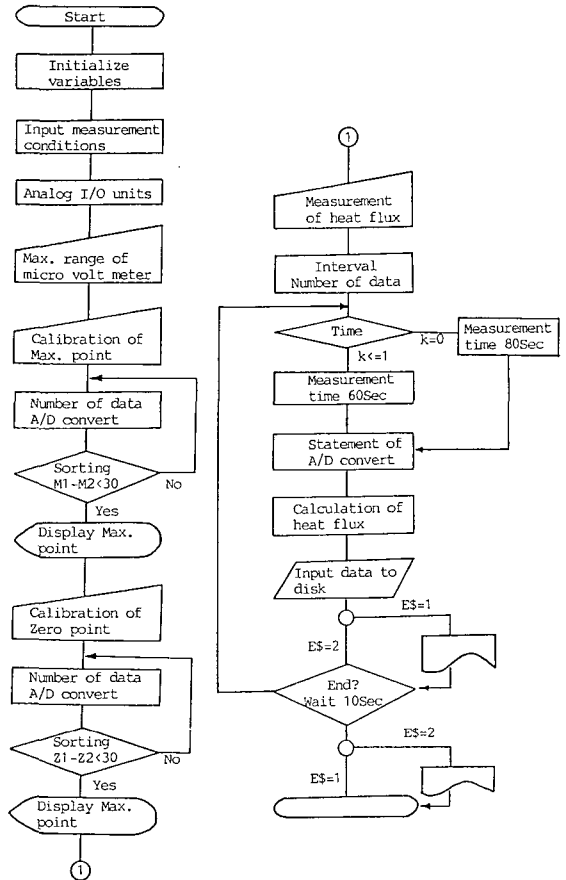 Start
Initialize
variables
Input measurement
conditions
Analog I/O units
Max. range of
micro volt meter
Calibration of
Max. point
Number of data
A/D convert
Sorting
M1-M2<30
No
Yes
Display Max.
point
Calibration of
Zero point
Number of data
A/D convert
Sorting
Z1-Z2<30
No
Yes
Display Max.
point
1
1
Measurement
of heat flux
Interval
Number of data
Time
k=0
Measurement
time 80Sec
k<=1
Measurement
time 60Sec
Statement of
A/D convert
Calculation of
heat flux
Input data to
disk
E$=1
E$=2
End?
Wait 10Sec
E$=2
E$=1